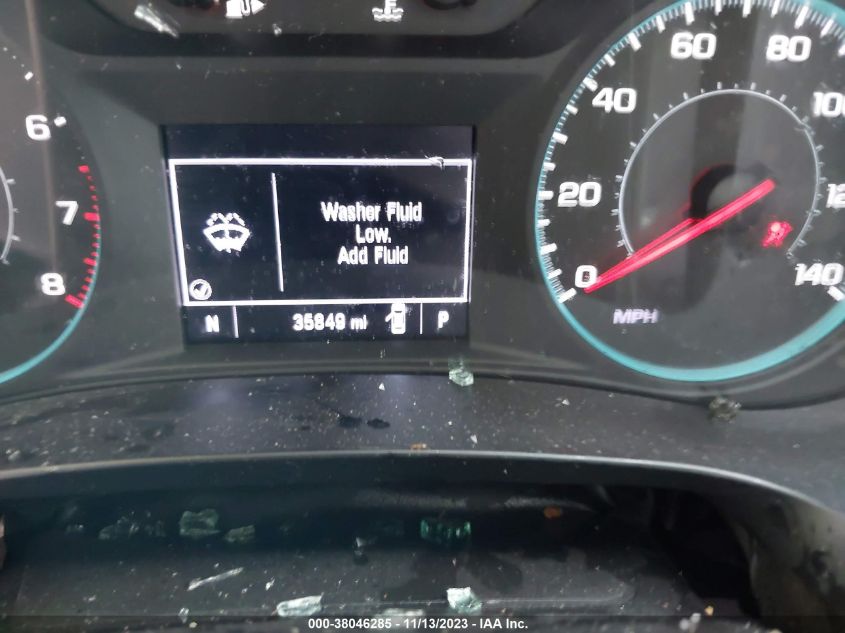 F
6
7
8
Washer Fluid
Low.
Add Fluid
N
35849 mi
P
0
20
40
60
80
100
140
MPH
000-38046285 - 11/13/2023 - IAA Inc.